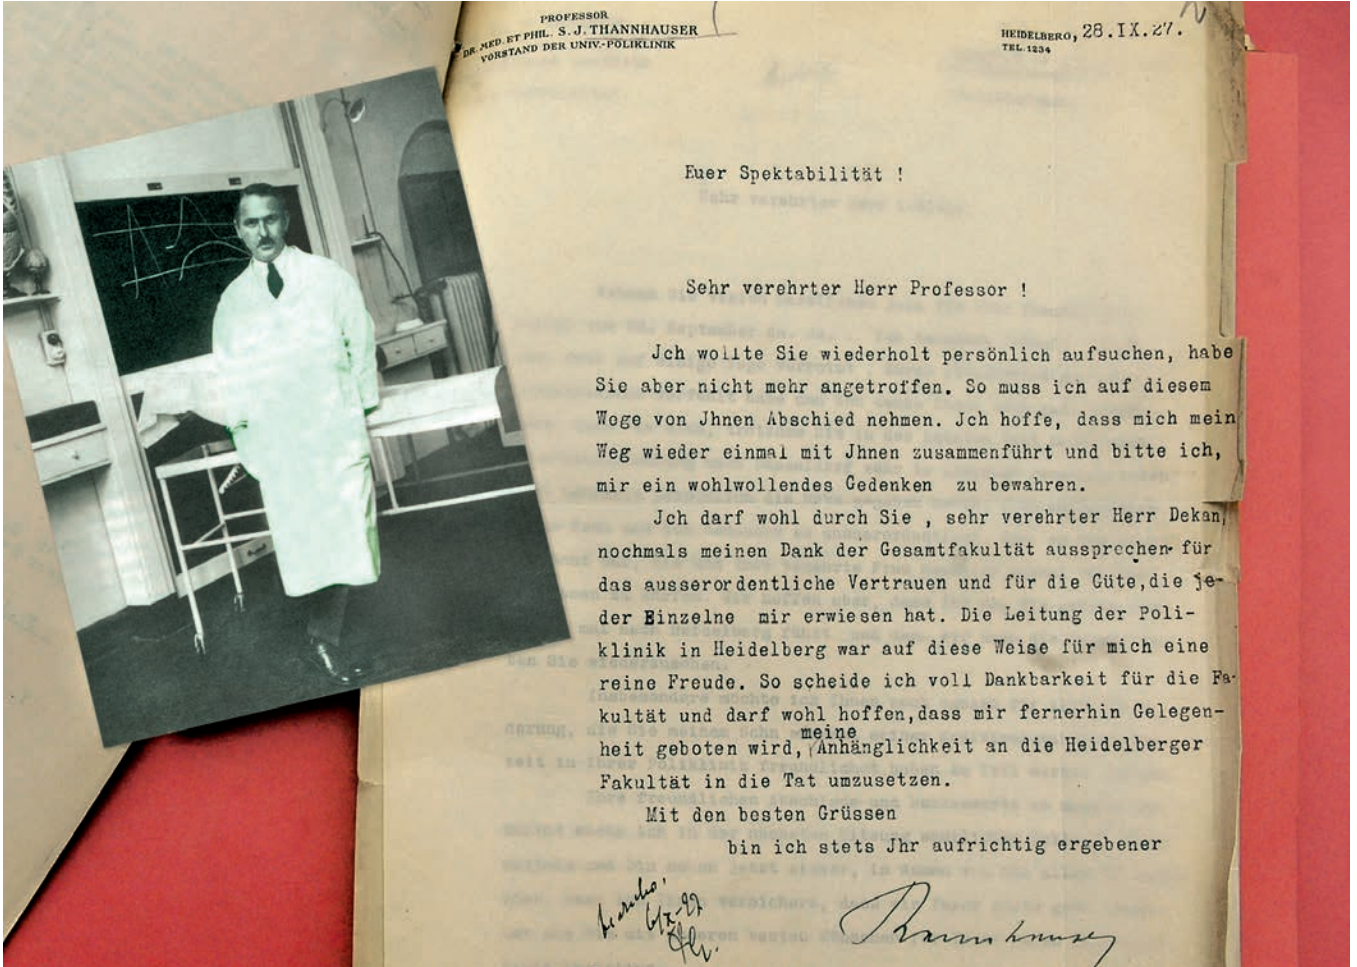 PROFESSOR
DR. MED. ET PHIL. S. J. THANNHAUSER
VORSTAND DER UNIV.-POLIKLINIK
HEIDELBERG, 28.IX.27.
TEL. 1234
Euer Spektabilität !
Sehr verehrter Herr Professor !
Jch wollte Sie wiederholt persönlich aufsuchen, habe
Sie aber nicht mehr angetroffen. So muss ich auf diesem
Wege von Jhnen Abschied nehmen. Jch hoffe, dass mich mein
Weg wieder einmal mit Jhnen zusammenführt und bitte ich,
mir ein wohlwollendes Gedenken zu bewahren.
Jch darf wohl durch Sie , sehr verehrter Herr Dekan,
nochmals meinen Dank der Gesamtfakultät aussprechen für
das ausserordentliche Vertrauen und für die Güte,die je-
der Einzelne mir erwiesen hat. Die Leitung der Poli-
klinik in Heidelberg war auf diese Weise für mich eine
reine Freude. So scheide ich voll Dankbarkeit für die Fa-
kultät und darf wohl hoffen,dass mir fernerhin Gelegen-
heit geboten wird, meine Anhänglichkeit an die Heidelberger
Fakultät in die Tat umzusetzen.
Mit den besten Grüssen
bin ich stets Jhr aufrichtig ergebener
Thannhauser